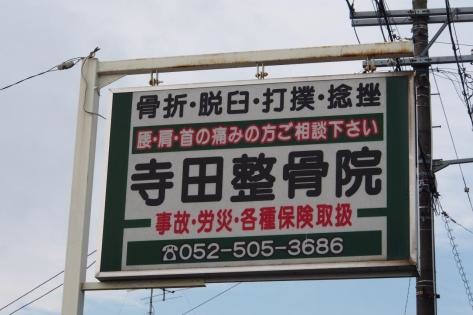 骨折・脱臼・打撲・捻挫
腰・肩・首の痛みの方ご相談下さい
寺田整骨院
事故・労災・各種保険取扱
☎052-505-3686